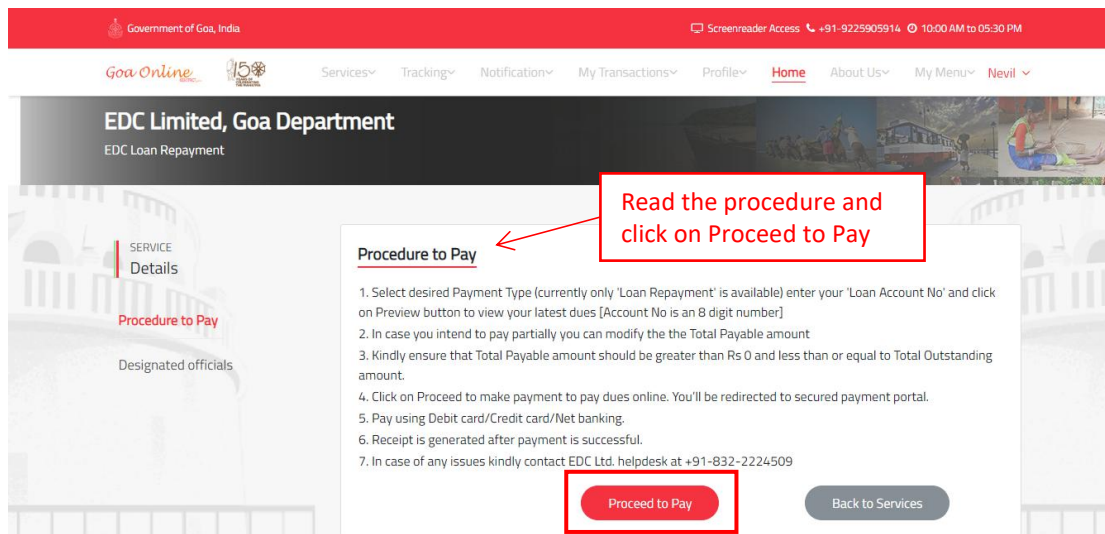 Government of Goa, India
Screenreader Access +91-9225905914 10:00 AM to 05:30 PM
Goa Online
150
YEARS OF
CELEBRATING
THE MAHATMA
Services
Tracking
Notification
My Transactions
Profile
Home
About Us
My Menu
Nevil
EDC Limited, Goa Department
EDC Loan Repayment
Read the procedure and
click on Proceed to Pay
SERVICE
Details
Procedure to Pay
Designated officials
Procedure to Pay
1. Select desired Payment Type (currently only 'Loan Repayment' is available) enter your 'Loan Account No' and click
on Preview button to view your latest dues [Account No is an 8 digit number]
2. In case you intend to pay partially you can modify the the Total Payable amount
3. Kindly ensure that Total Payable amount should be greater than Rs 0 and less than or equal to Total Outstanding
amount.
4. Click on Proceed to make payment to pay dues online. You'll be redirected to secured payment portal.
5. Pay using Debit card/Credit card/Net banking.
6. Receipt is generated after payment is successful.
7. In case of any issues kindly contact EDC Ltd. helpdesk at +91-832-2224509
Proceed to Pay
Back to Services